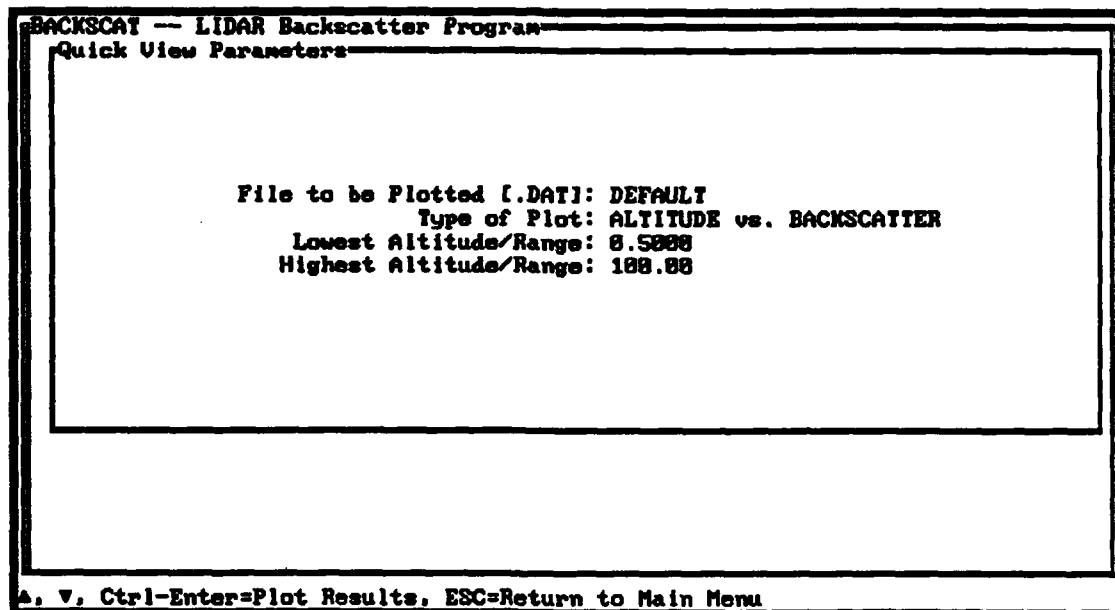 BACKSCAT -- LIDAR Backscatter Program
Quick View Parameters
File to be Plotted [.DAT]: DEFAULT
Type of Plot: ALTITUDE vs. BACKSCATTER
Lowest Altitude/Range: 0.5000
Highest Altitude/Range: 100.00
▲, ▼, Ctrl-Enter=Plot Results, ESC=Return to Main Menu